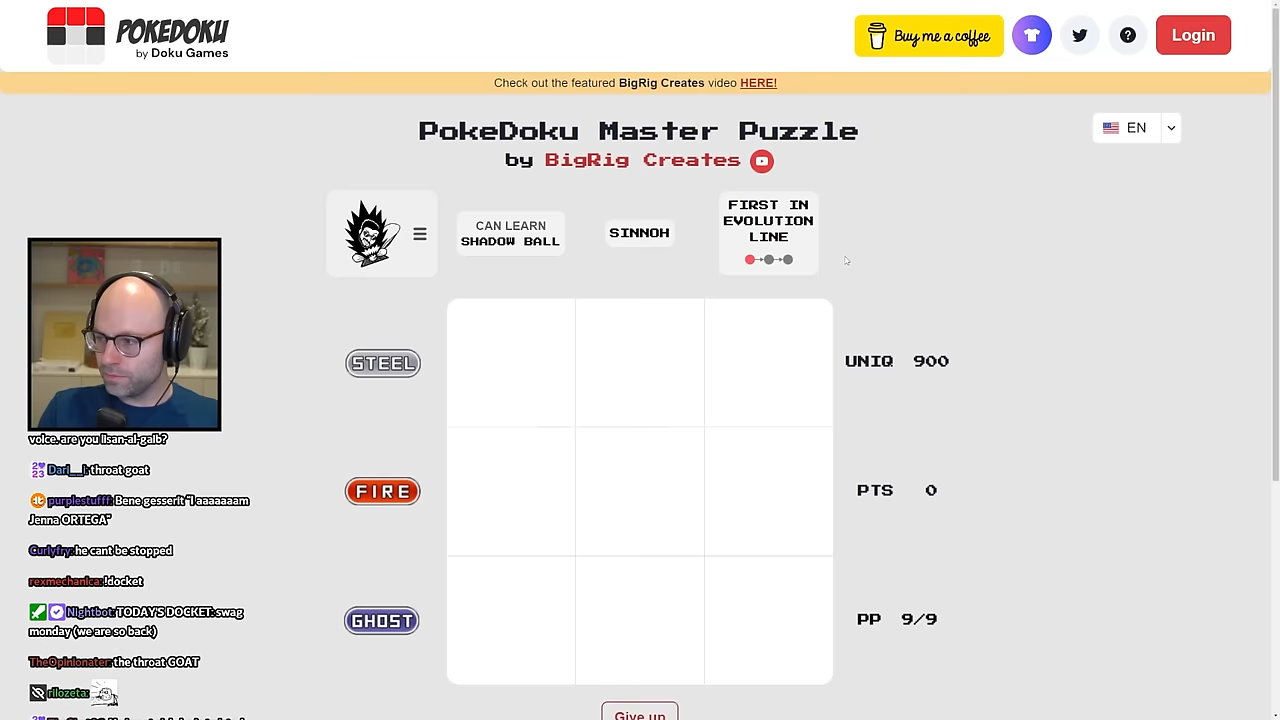 POKEDOKU
by Doku Games
Buy me a coffee
Login
Check out the featured BigRig Creates video HERE!
PokeDoku Master Puzzle
by BigRig Creates
EN
CAN LEARN
SHADOW BALL
SINNOH
FIRST IN
EVOLUTION
LINE
STEEL
UNIQ 900
FIRE
PTS 0
GHOST
PP 9/9
Give up
voice. are you lisan-al-gaib?
Darl__l: throat goat
purplestufff: Bene gesserit "I aaaaaaam
Jenna ORTEGA"
Curlyfry: he cant be stopped
rexmechanica: !docket
Nightbot: TODAY'S DOCKET: swag
monday (we are so back)
TheOpinionater: the throat GOAT
rilozeta: